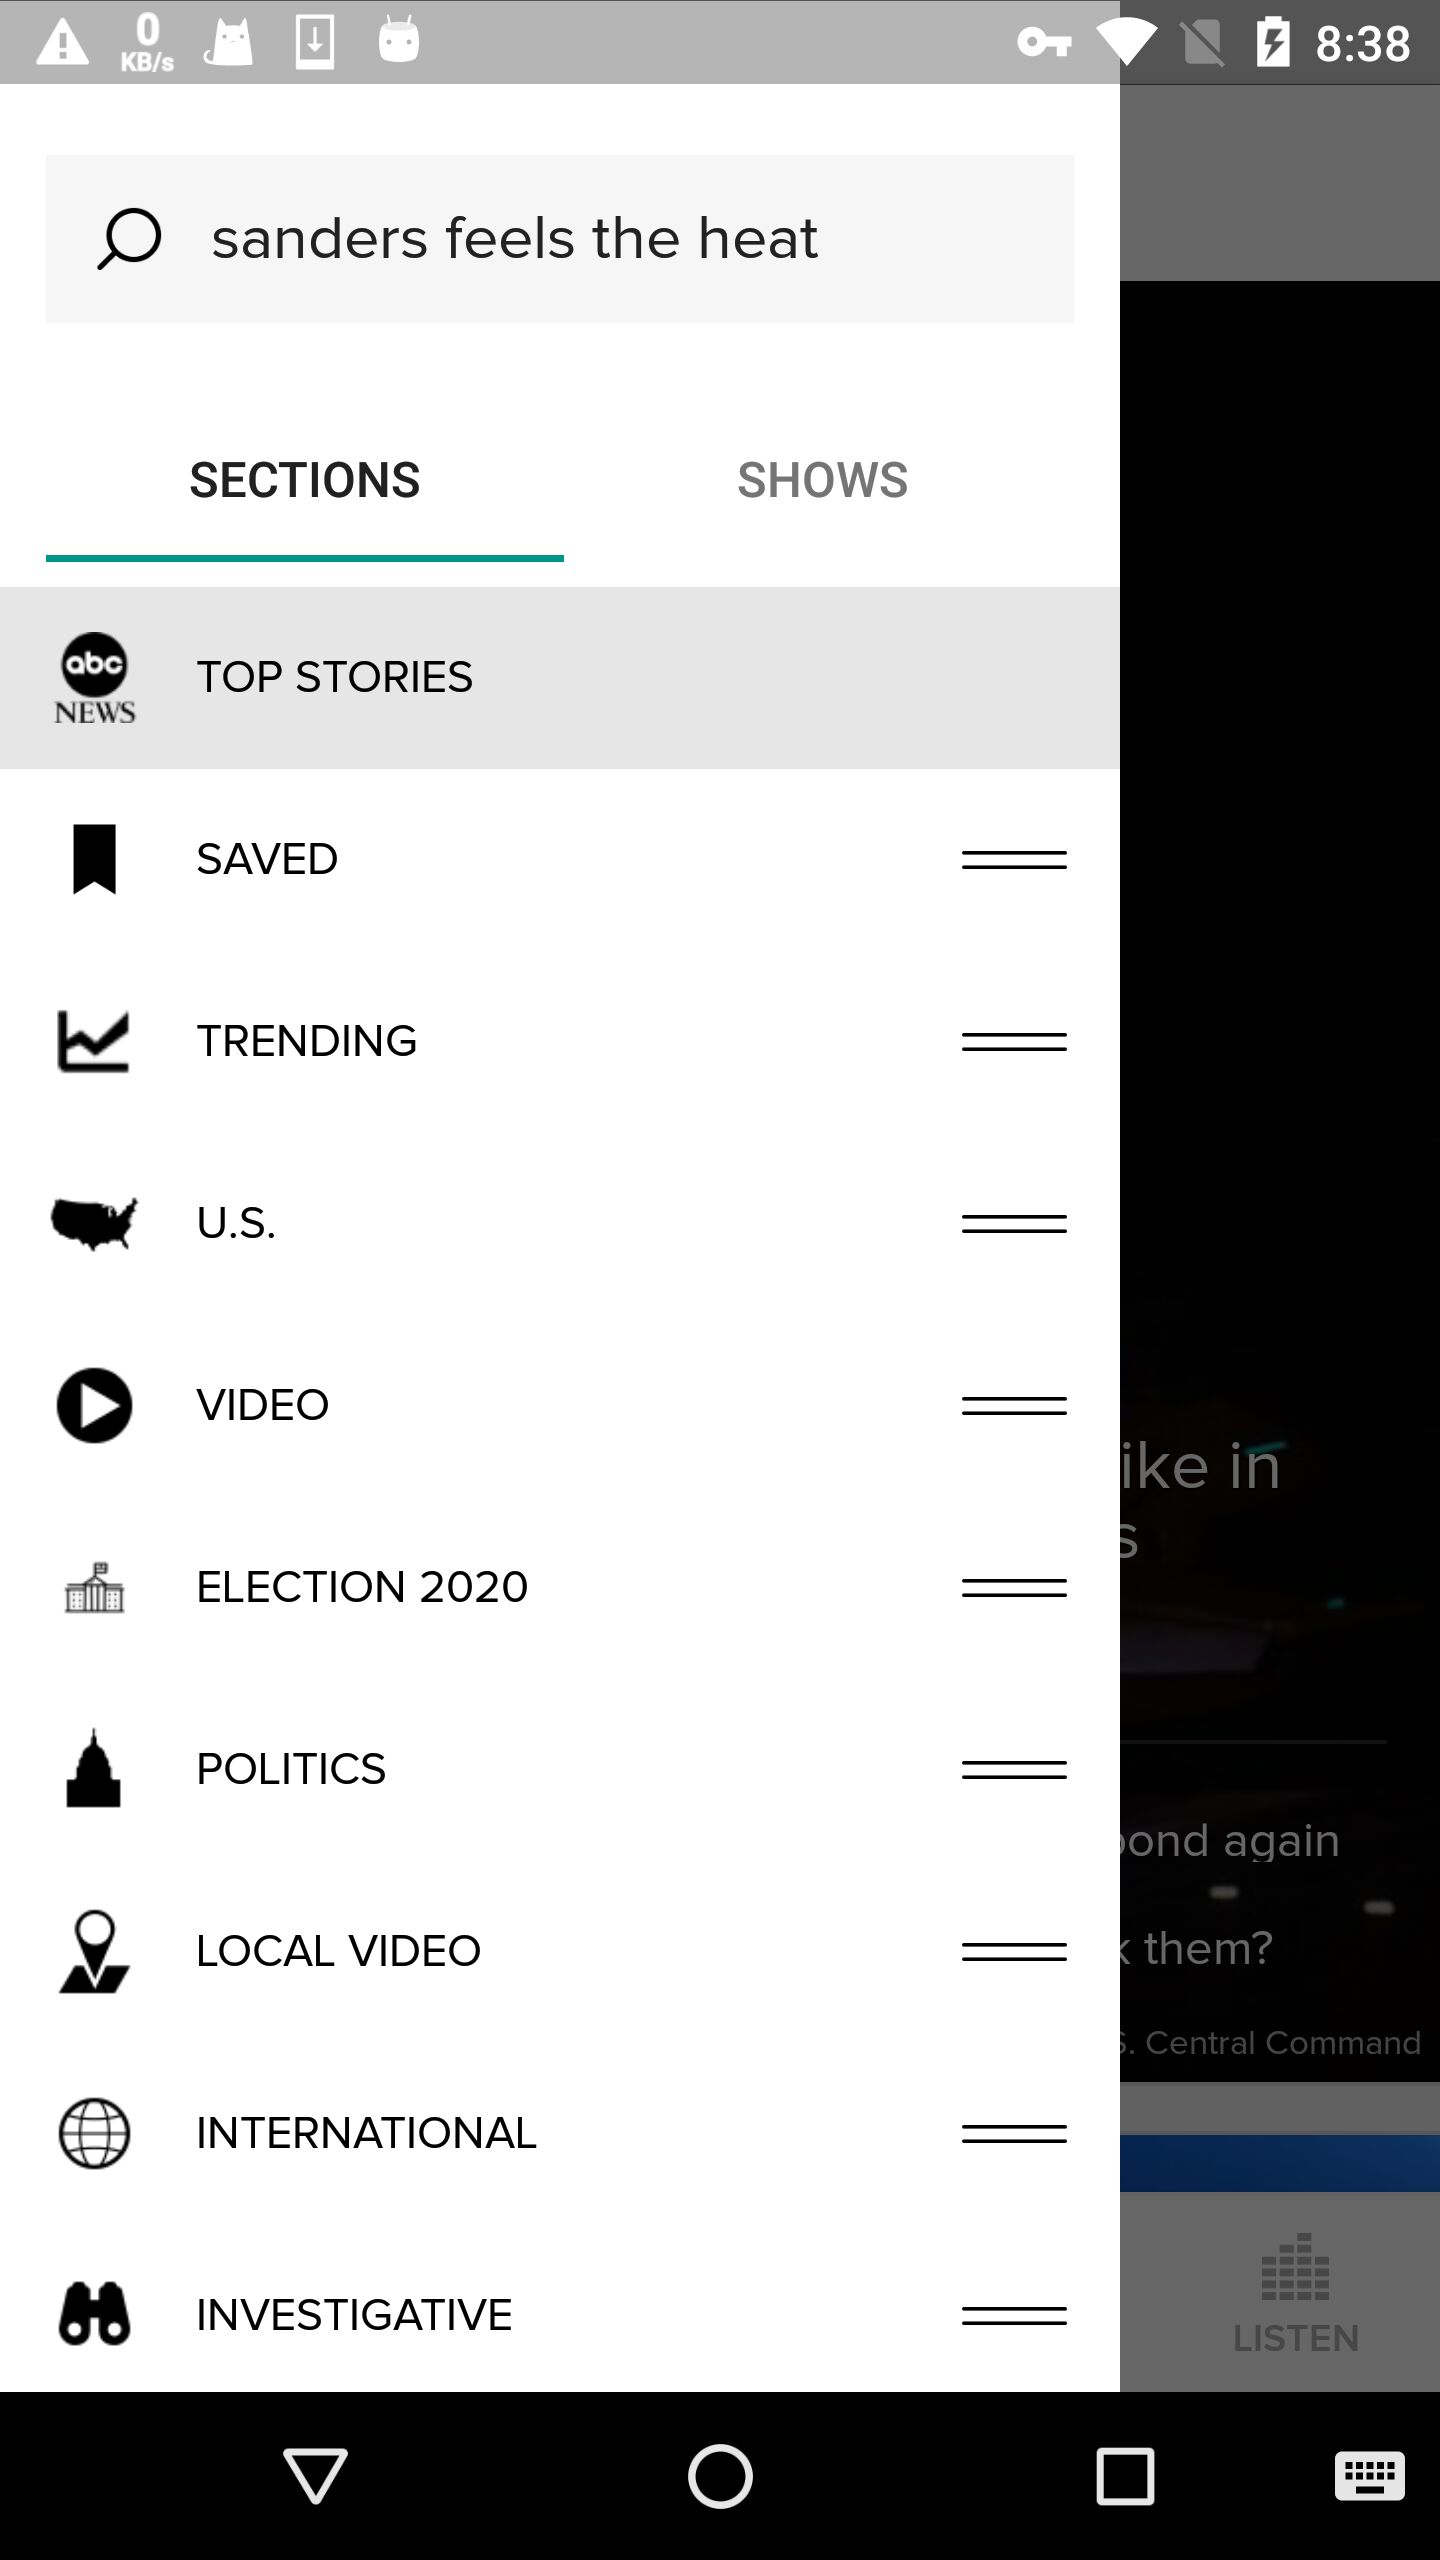 0
KB/s
8:38
sanders feels the heat
SECTIONS SHOWS
abc
NEWS
TOP STORIES
SAVED
TRENDING
U.S.
VIDEO
ike in
s
ELECTION 2020
POLITICS
ond again
LOCAL VIDEO
k them?
S. Central Command
INTERNATIONAL
INVESTIGATIVE
LISTEN